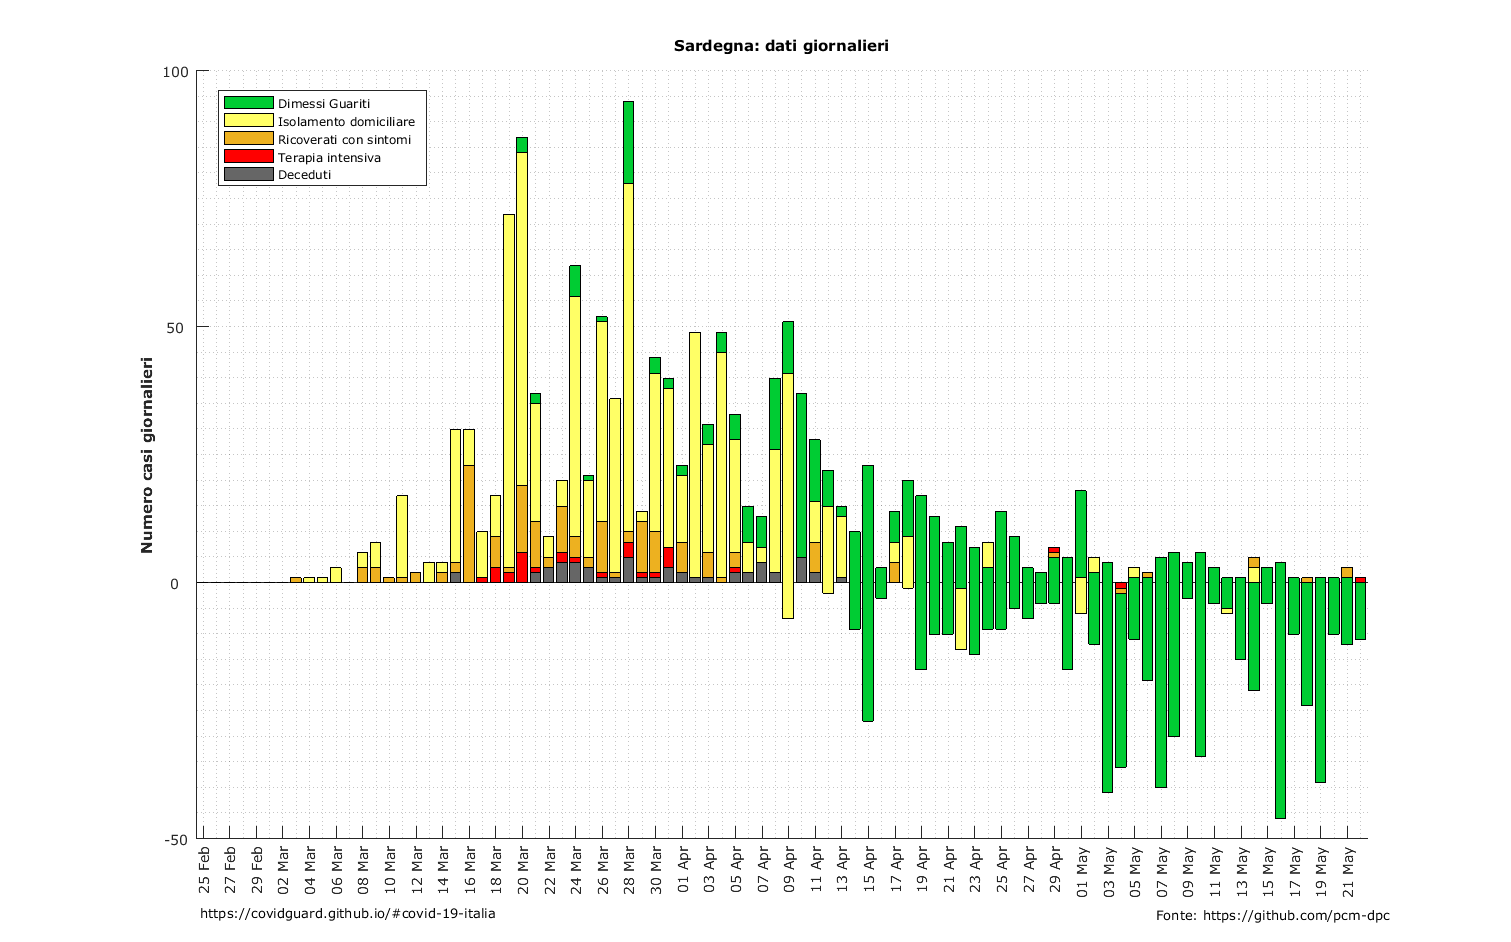 Sardegna: dati giornalieri
100
50
0
-50
Numero casi giornalieri
Dimessi Guariti
Isolamento domiciliare
Ricoverati con sintomi
Terapia intensiva
Deceduti
25 Feb
27 Feb
29 Feb
02 Mar
04 Mar
06 Mar
08 Mar
10 Mar
12 Mar
14 Mar
16 Mar
18 Mar
20 Mar
22 Mar
24 Mar
26 Mar
28 Mar
30 Mar
01 Apr
03 Apr
05 Apr
07 Apr
09 Apr
11 Apr
13 Apr
15 Apr
17 Apr
19 Apr
21 Apr
23 Apr
25 Apr
27 Apr
29 Apr
01 May
03 May
05 May
07 May
09 May
11 May
13 May
15 May
17 May
19 May
21 May
https://covidguard.github.io/#covid-19-italia
Fonte: https://github.com/pcm-dpc